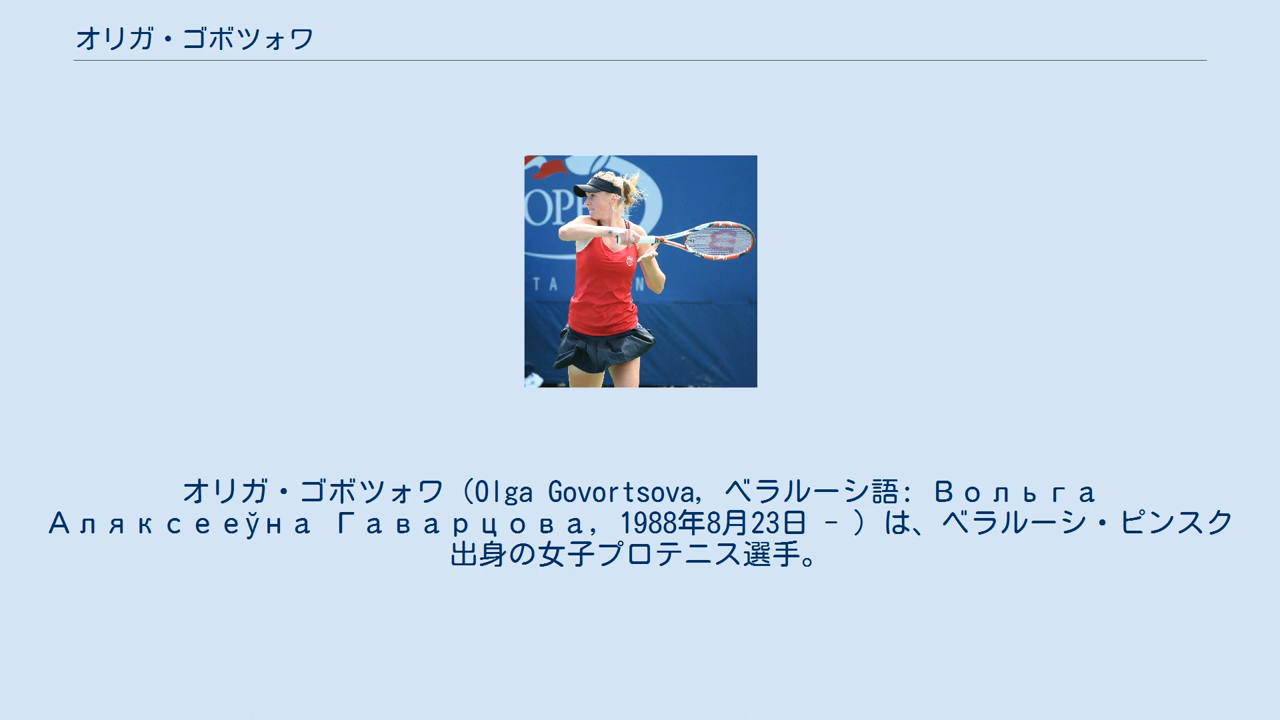 オリガ・ゴボツォワ
OPEN
オリガ・ゴボツォワ（Olga Govortsova, ベラルーシ語: Вольга
Аляксееўна Гаварцова, 1988年8月23日 - ）は、ベラルーシ・ピンスク
出身の女子プロテニス選手。